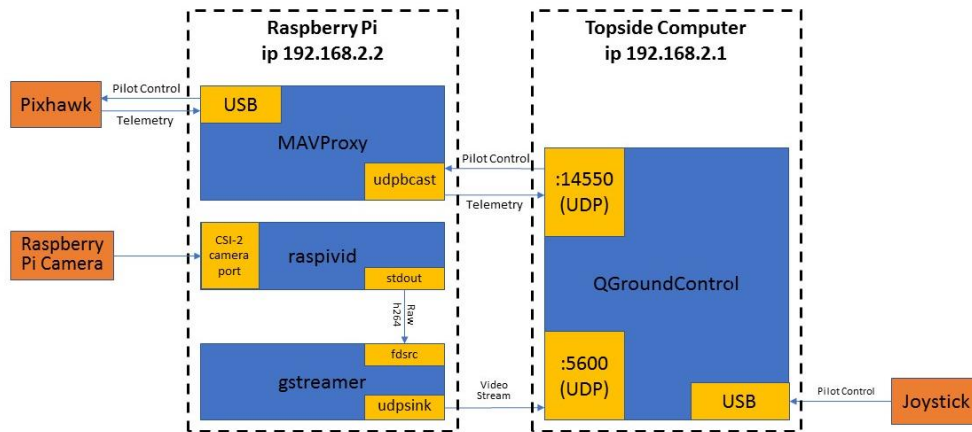 Raspberry Pi
ip 192.168.2.2
Topside Computer
ip 192.168.2.1
Pixhawk
Pilot Control
Telemetry
USB
MAVProxy
udpbcast
Pilot Control
Telemetry
:14550
(UDP)
Raspberry
Pi Camera
CSI-2
camera
port
raspivid
stdout
Raw
h264
QGroundControl
fdsrc
gstreamer
udpsink
Video
Stream
:5600
(UDP)
USB
Pilot Control
Joystick